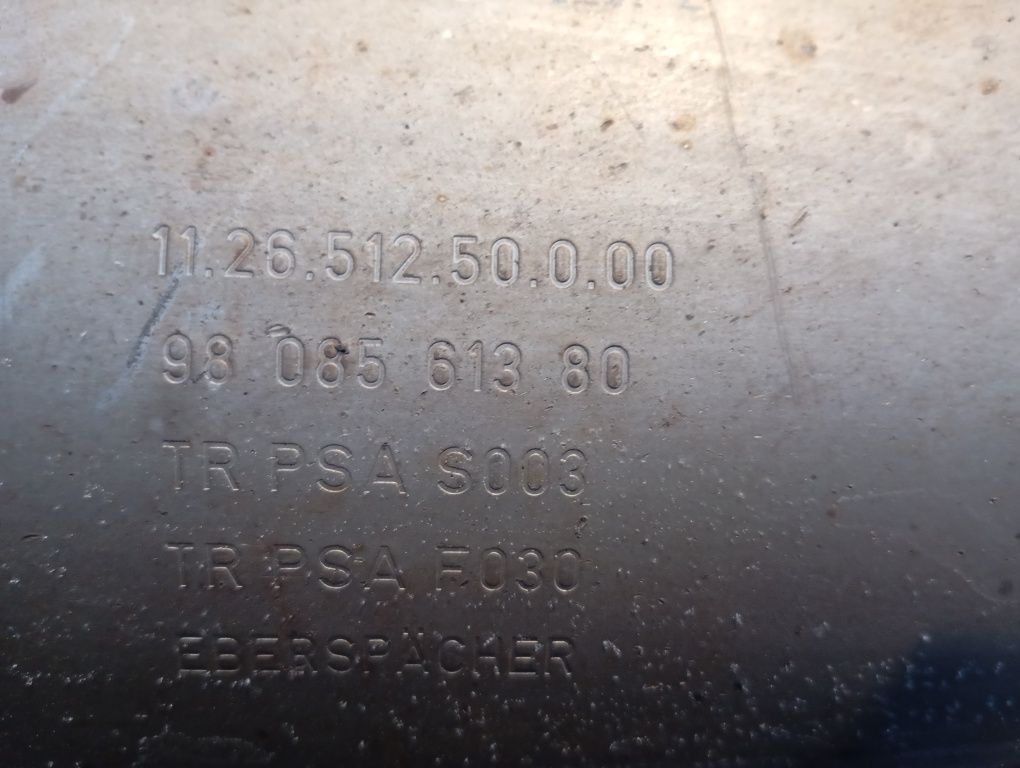 11.26.512.50.0.00
98 085 613 80
TR PSA S003
TR PSA F030
EBERSPÄCHER